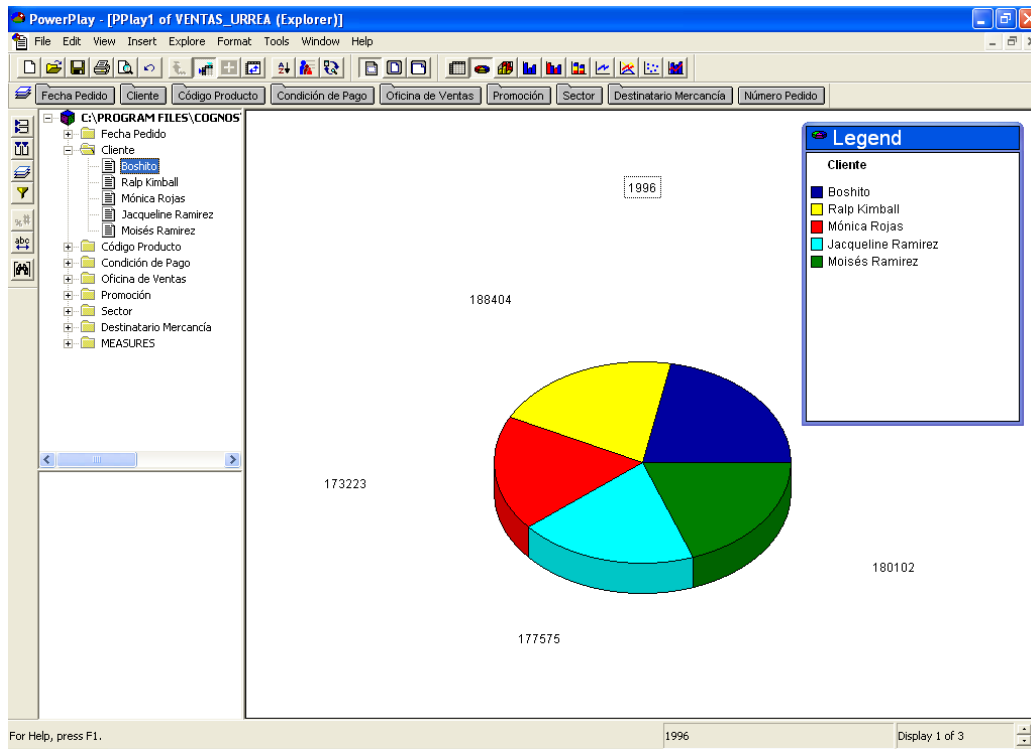 PowerPlay - [PPlay1 of VENTAS_URREA (Explorer)]
File Edit View Insert Explore Format Tools Window Help
Fecha Pedido Cliente Código Producto Condición de Pago Oficina de Ventas Promoción Sector Destinatario Mercancía Número Pedido
C:\PROGRAM FILES\COGNOS
Fecha Pedido
Cliente
Boshito
Ralp Kimball
Mónica Rojas
Jacqueline Ramirez
Moisés Ramirez
Código Producto
Condición de Pago
Oficina de Ventas
Promoción
Sector
Destinatario Mercancía
MEASURES
1996
188404
173223
177575
180102
Legend
Cliente
Boshito
Ralp Kimball
Mónica Rojas
Jacqueline Ramirez
Moisés Ramirez
For Help, press F1.
1996
Display 1 of 3